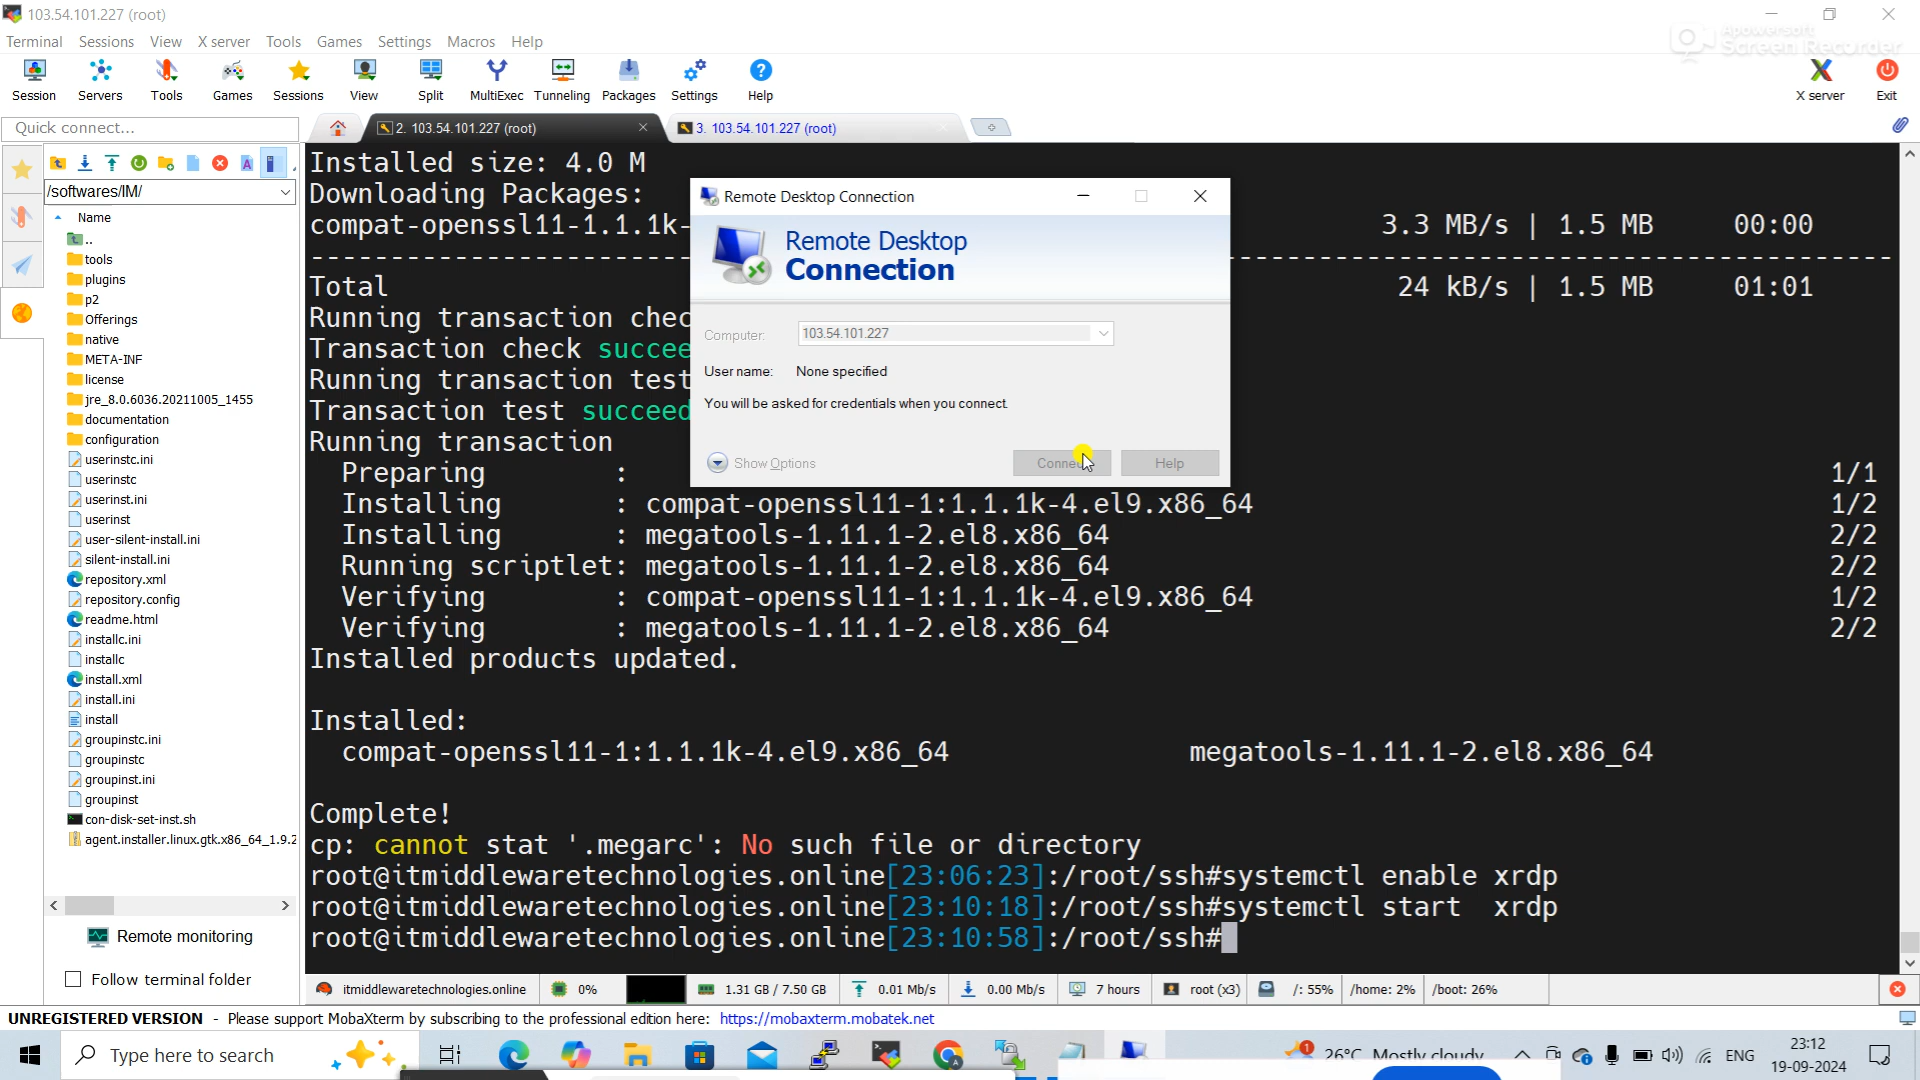 103.54.101.227 (root)
Apowersoft
Screen Recorder
Terminal Sessions View X server Tools Games Settings Macros Help
Session Servers Tools Games Sessions View Split MultiExec Tunneling Packages Settings Help X server Exit
Quick connect...
2. 103.54.101.227 (root)
3. 103.54.101.227 (root)
/softwares/IM/
Name
..
tools
plugins
p2
Offerings
native
META-INF
license
jre_8.0.6036.20211005_1455
documentation
configuration
userinstc.ini
userinstc
userinst.ini
userinst
user-silent-install.ini
silent-install.ini
repository.xml
repository.config
readme.html
installc.ini
installc
install.xml
install.ini
install
groupinstc.ini
groupinstc
groupinst.ini
groupinst
con-disk-set-inst.sh
agent.installer.linux.gtk.x86_64_1.9.2
Remote monitoring
Follow terminal folder
Installed size: 4.0 M
Downloading Packages:
compat-openssl11-1.1.1k- 3.3 MB/s | 1.5 MB 00:00
Total 24 kB/s | 1.5 MB 01:01
Running transaction chec
Transaction check succee
Running transaction test
Transaction test succeed
Running transaction
Preparing : 1/1
Installing : compat-openssl11-1:1.1.1k-4.el9.x86_64 1/2
Installing : megatools-1.11.1-2.el8.x86_64 2/2
Running scriptlet: megatools-1.11.1-2.el8.x86_64 2/2
Verifying : compat-openssl11-1:1.1.1k-4.el9.x86_64 1/2
Verifying : megatools-1.11.1-2.el8.x86_64 2/2
Installed products updated.
Installed:
compat-openssl11-1:1.1.1k-4.el9.x86_64 megatools-1.11.1-2.el8.x86_64
Complete!
cp: cannot stat '.megarc': No such file or directory
root@itmiddlewaretechnologies.online[23:06:23]:/root/ssh#systemctl enable xrdp
root@itmiddlewaretechnologies.online[23:10:18]:/root/ssh#systemctl start  xrdp
root@itmiddlewaretechnologies.online[23:10:58]:/root/ssh#
Remote Desktop Connection
Remote Desktop
Connection
Computer: 103.54.101.227
User name: None specified
You will be asked for credentials when you connect.
Show Options
Help
itmiddlewaretechnologies.online 0% 1.31 GB / 7.50 GB 0.01 Mb/s 0.00 Mb/s 7 hours root (x3) /: 55% /home: 2% /boot: 26%
UNREGISTERED VERSION - Please support MobaXterm by subscribing to the professional edition here: https://mobaxterm.mobatek.net
Type here to search
1
26°C Mostly cloudy
ENG
23:12
19-09-2024